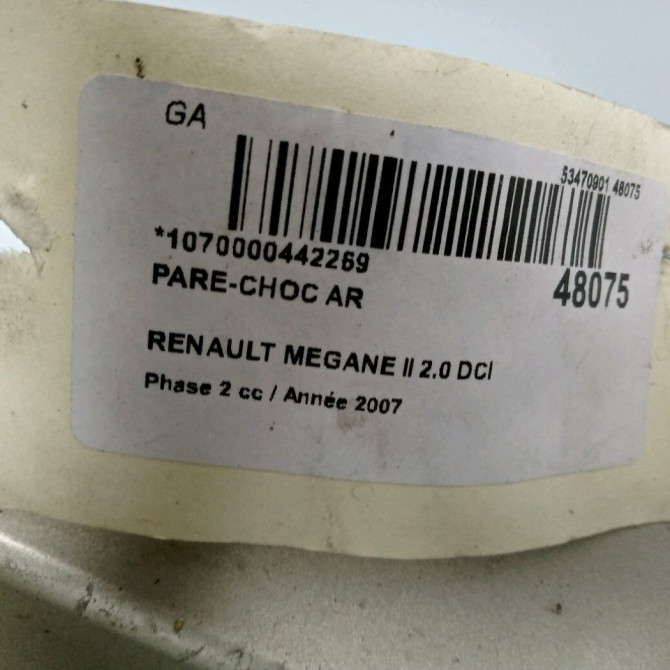 GA
53470901 48075
*1070000442269
48075
PARE-CHOC AR
RENAULT MEGANE II 2.0 DCI
Phase 2 cc / Année 2007